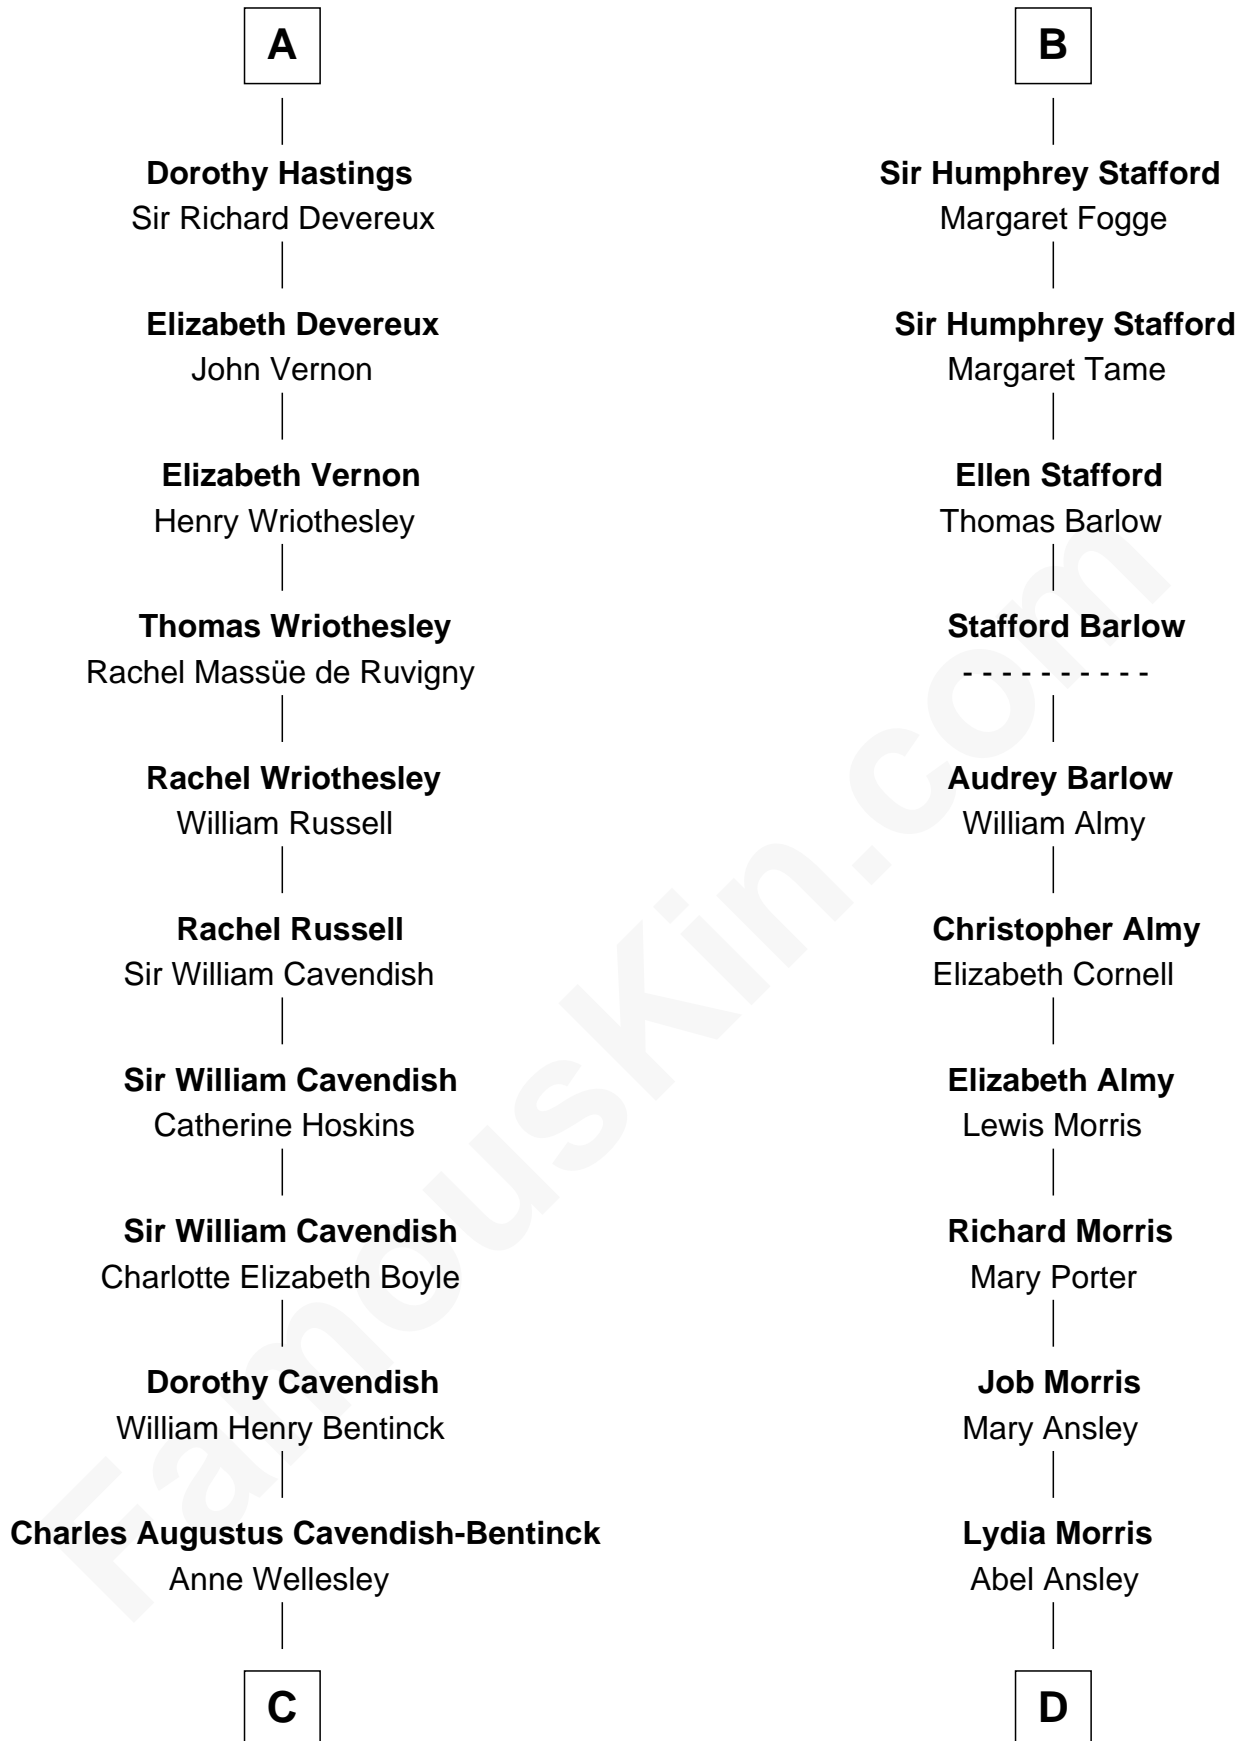 A
Dorothy Hastings
Sir Richard Devereux
Elizabeth Devereux
John Vernon
Elizabeth Vernon
Henry Wriothesley
Thomas Wriothesley
Rachel Massüe de Ruvigny
Rachel Wriothesley
William Russell
Rachel Russell
Sir William Cavendish
Sir William Cavendish
Catherine Hoskins
Sir William Cavendish
Charlotte Elizabeth Boyle
Dorothy Cavendish
William Henry Bentinck
Charles Augustus Cavendish-Bentinck
Anne Wellesley
C
B
Sir Humphrey Stafford
Margaret Fogge
Sir Humphrey Stafford
Margaret Tame
Ellen Stafford
Thomas Barlow
Stafford Barlow
- - - - - - - - - -
Audrey Barlow
William Almy
Christopher Almy
Elizabeth Cornell
Elizabeth Almy
Lewis Morris
Richard Morris
Mary Porter
Job Morris
Mary Ansley
Lydia Morris
Abel Ansley
D
FamousKin.com